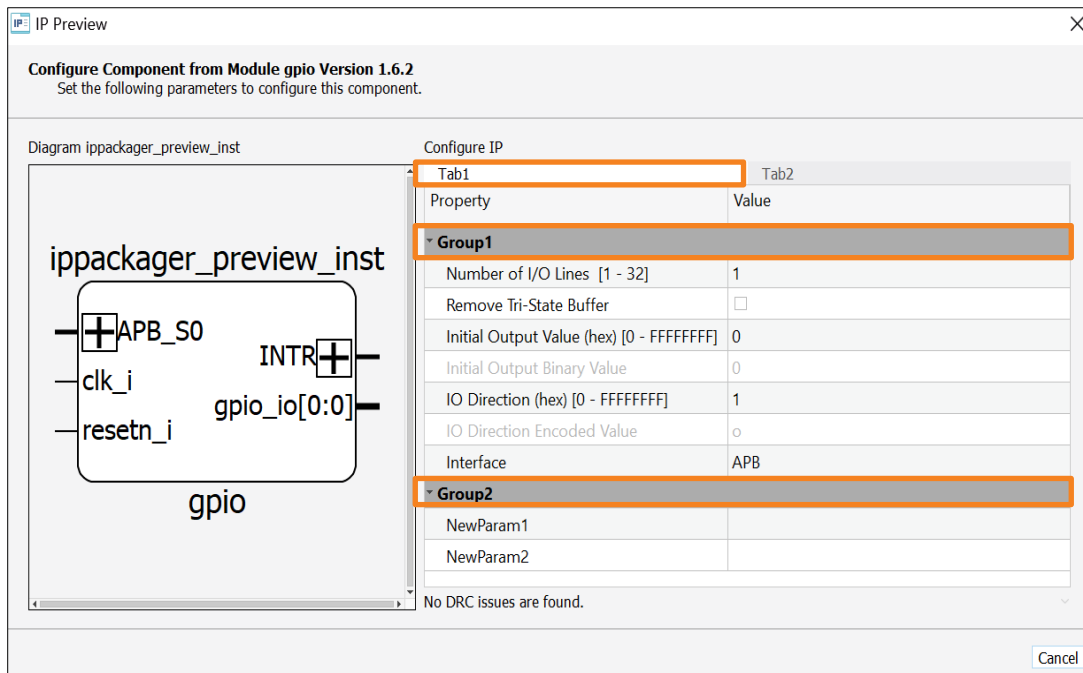 IP IP Preview
Configure Component from Module gpio Version 1.6.2
Set the following parameters to configure this component.
Diagram ippackager_preview_inst
ippackager_preview_inst
APB_S0
INTR
clk_i
gpio_io[0:0]
resetn_i
gpio
Configure IP
Tab1 Tab2
Property Value
Group1
Number of I/O Lines [1 - 32] 1
Remove Tri-State Buffer
Initial Output Value (hex) [0 - FFFFFFFF] 0
Initial Output Binary Value 0
IO Direction (hex) [0 - FFFFFFFF] 1
IO Direction Encoded Value o
Interface APB
Group2
NewParam1
NewParam2
No DRC issues are found.
Cancel